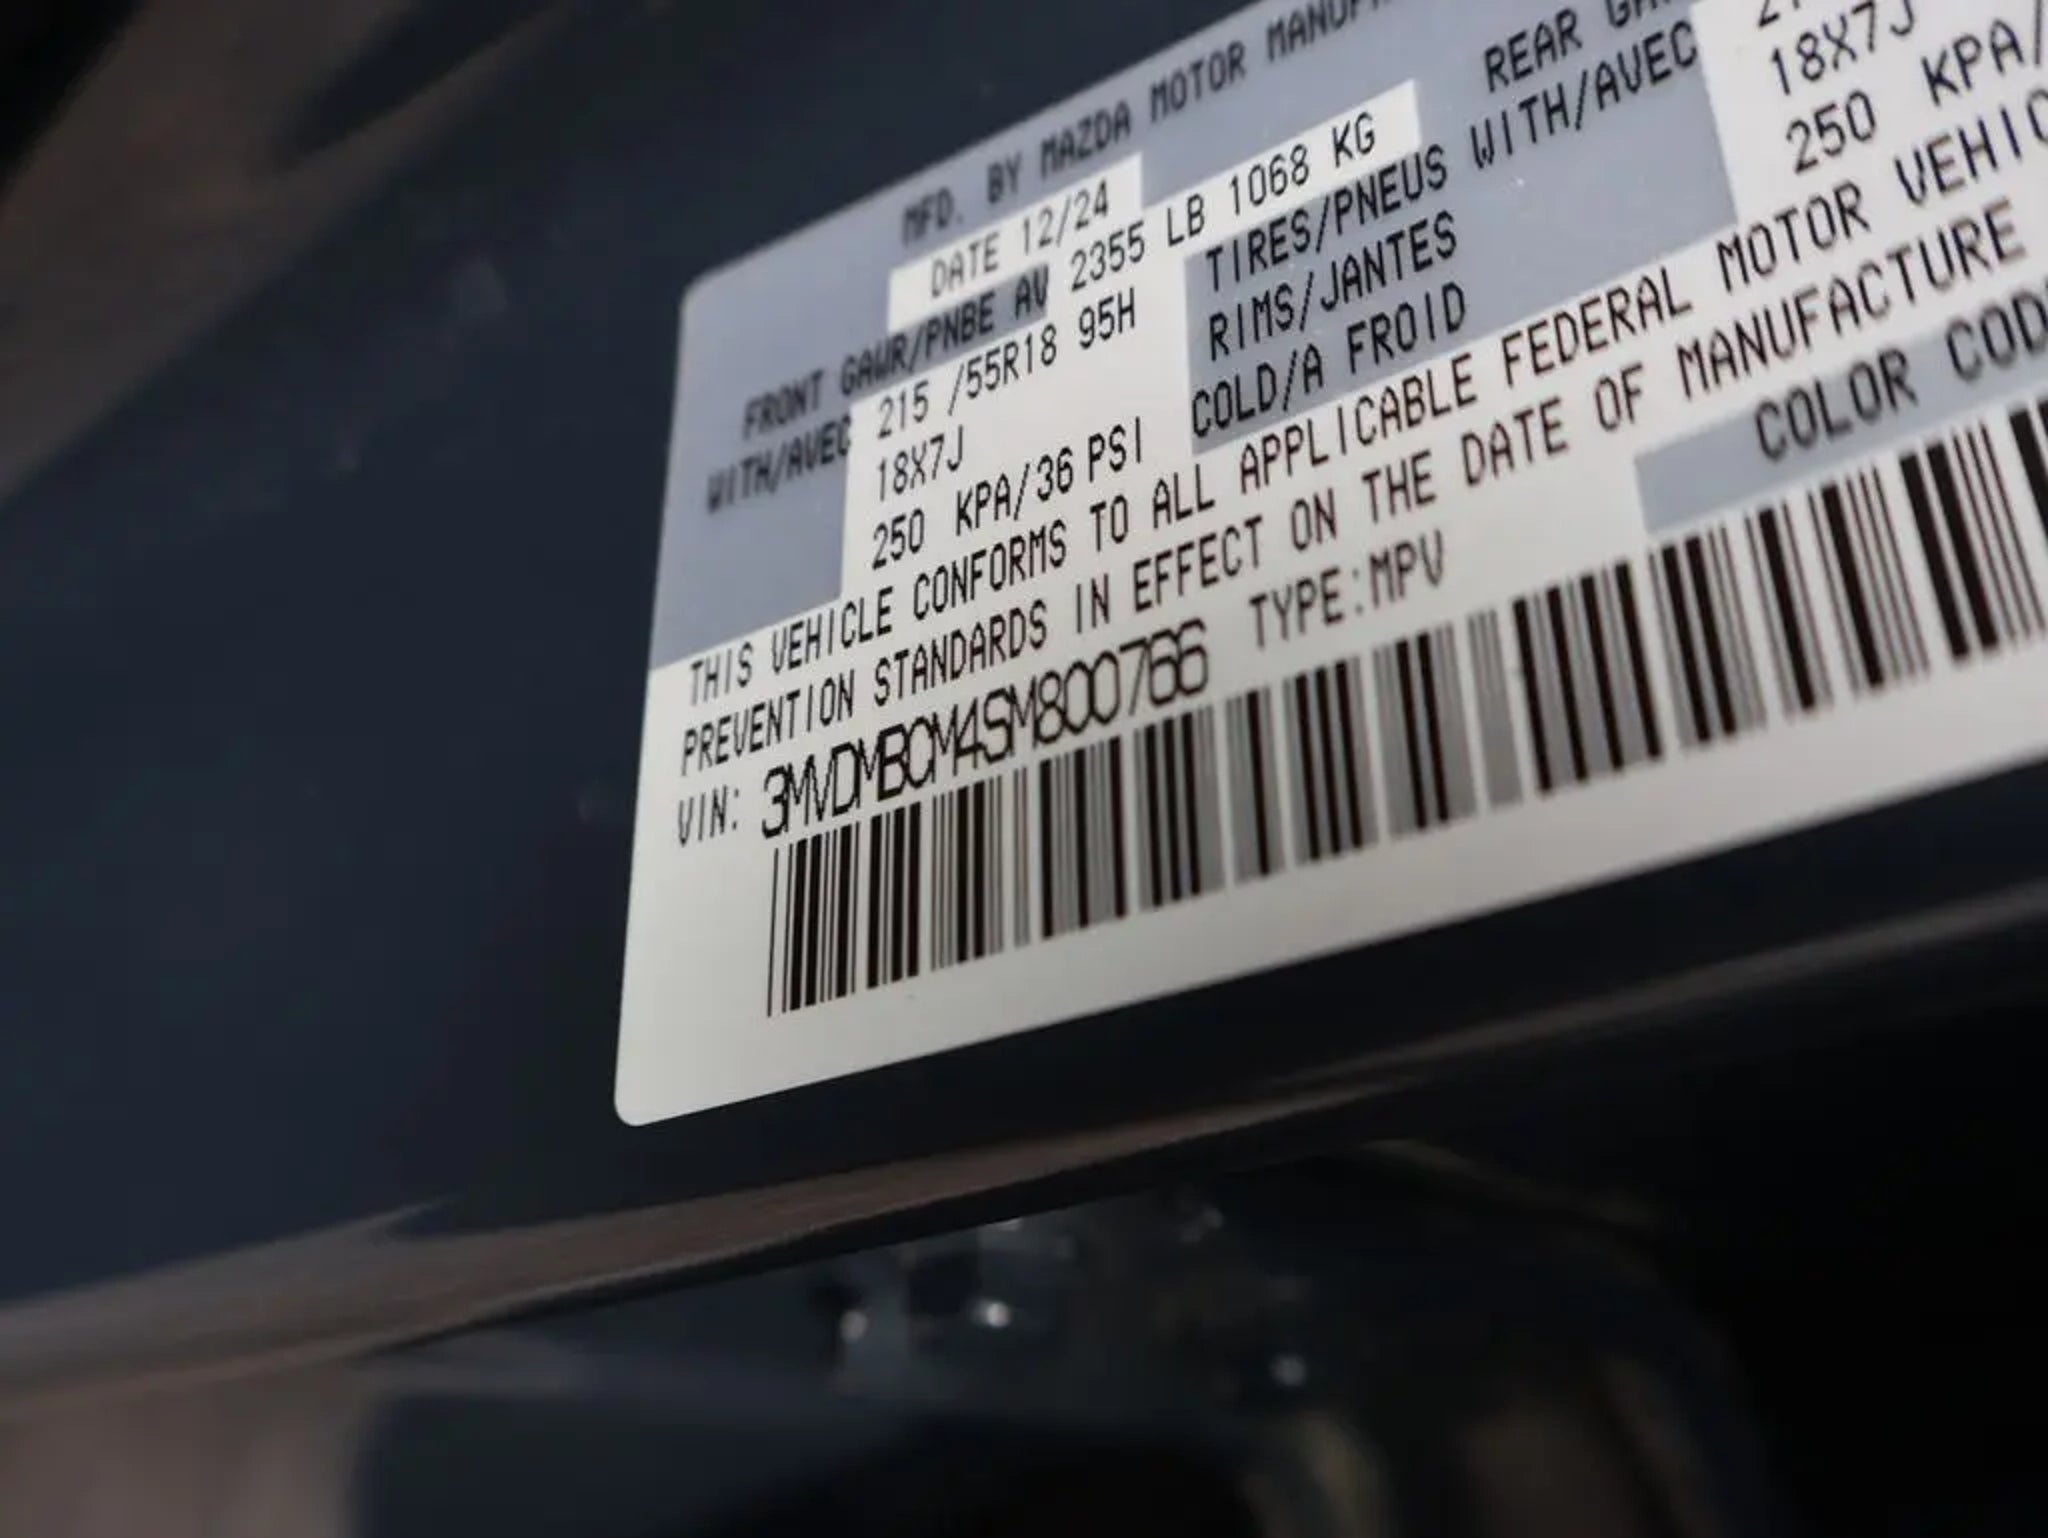 MFD. BY MAZDA MOTOR
DATE 12/24
FRONT GAWR/PNBE AV 2355 LB 1068 KG REAR
WITH/AVEC 215 /55R18 95H TIRES/PNEUS WITH/AVEC
18X7J RIMS/JANTES 18X7J
250 KPA/36 PSI COLD/A FROID 250 KPA/
THIS VEHICLE CONFORMS TO ALL APPLICABLE FEDERAL MOTOR VEHIC
PREVENTION STANDARDS IN EFFECT ON THE DATE OF MANUFACTURE
VIN: 3MVDMBCM4SM800766 TYPE:MPV COLOR COD